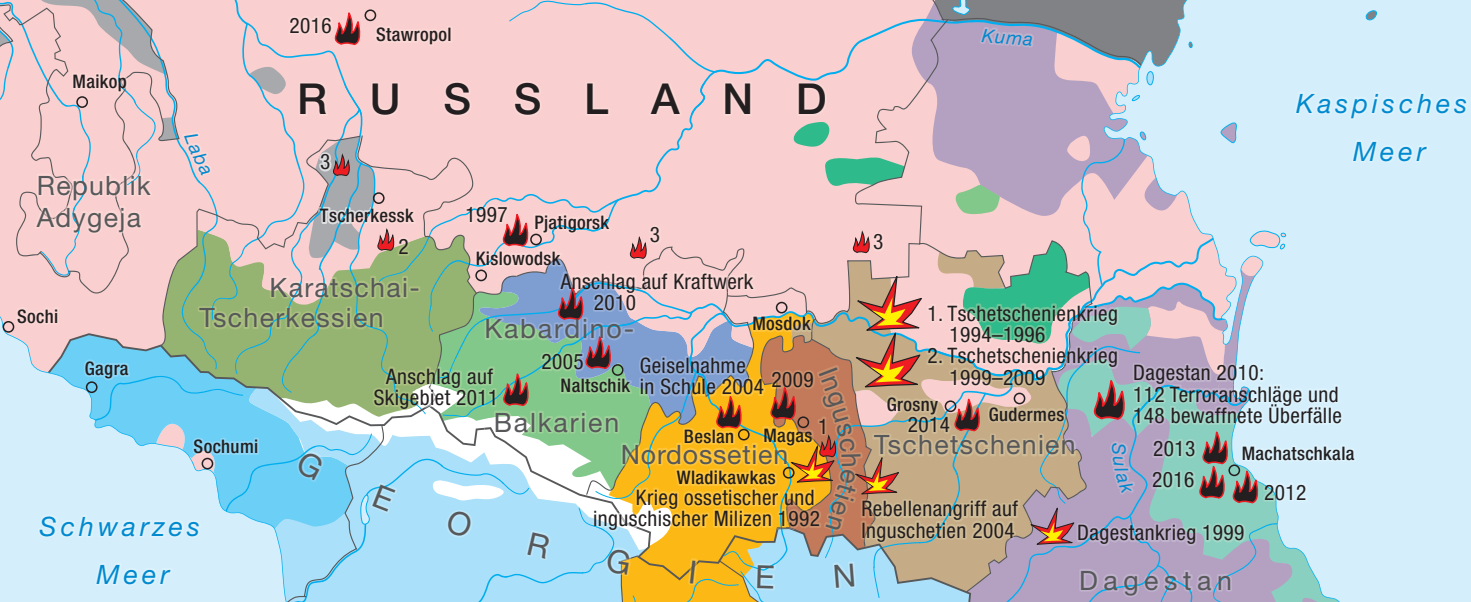 2016
Stawropol
Kuma
Maikop
RUSSLAND
Kaspisches
Meer
Laba
3
Republik
Adygeja
Tscherkessk
2
1997
Pjatigorsk
3
3
Kislowodsk
Karatschai-
Tscherkessien
Anschlag auf Kraftwerk
2010
Kabardino-
Balkarien
Mosdok
1. Tschetschenienkrieg
1994–1996
2. Tschetschenienkrieg
1999–2009
Sochi
Gagra
2005
Naltschik
Anschlag auf
Skigebiet 2011
Geiselnahme
in Schule 2004
2009
Inguschetien
Dagestan 2010:
112 Terroranschläge und
148 bewaffnete Überfälle
Grosny
2014
Gudermes
Tschetschenien
Beslan
Magas
1
Nordossetien
Wladikawkas
Krieg ossetischer und
inguschischer Milizen 1992
Rebellenangriff auf
Inguschetien 2004
Sochumi
Sulak
2013
Machatschkala
2016
2012
Dagestankrieg 1999
Schwarzes
Meer
GEORGIEN
Dagestan